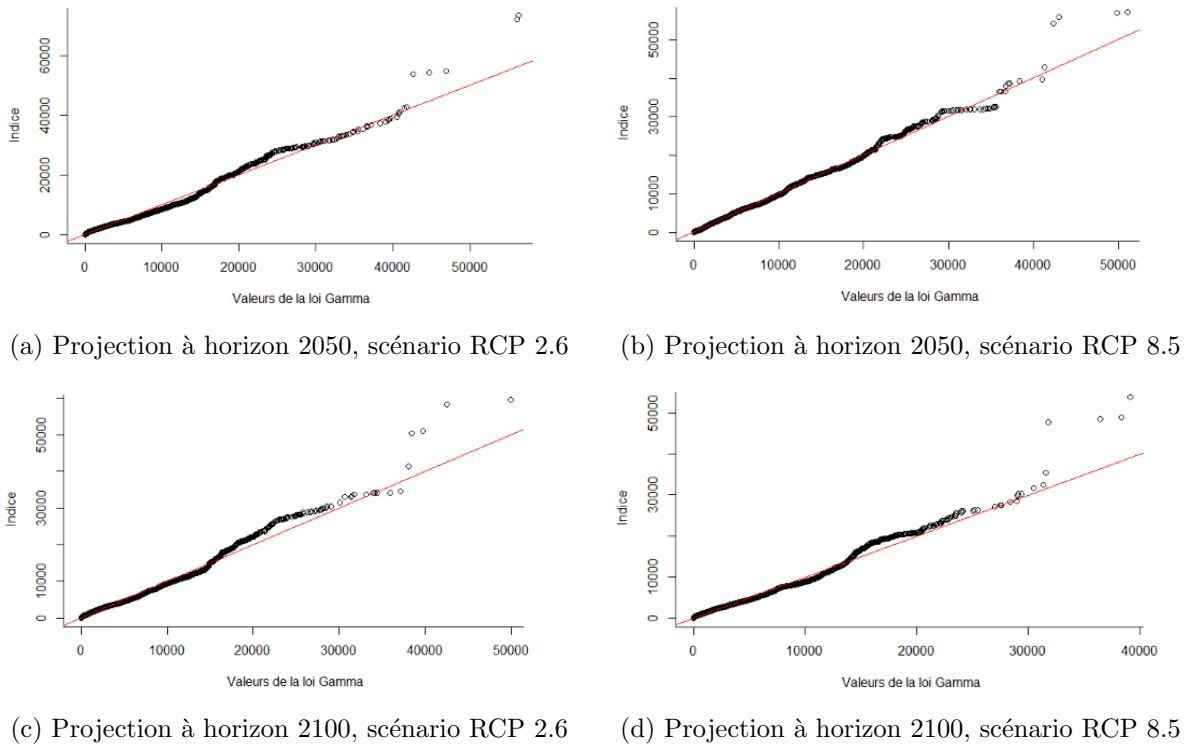 60000
40000
20000
0
Indice
0 10000 20000 30000 40000 50000
Valeurs de la loi Gamma
(a) Projection à horizon 2050, scénario RCP 2.6
50000
30000
10000
0
Indice
0 10000 20000 30000 40000 50000
Valeurs de la loi Gamma
(b) Projection à horizon 2050, scénario RCP 8.5
50000
30000
10000
0
Indice
0 10000 20000 30000 40000 50000
Valeurs de la loi Gamma
(c) Projection à horizon 2100, scénario RCP 2.6
50000
30000
10000
0
Indice
0 10000 20000 30000 40000
Valeurs de la loi Gamma
(d) Projection à horizon 2100, scénario RCP 8.5